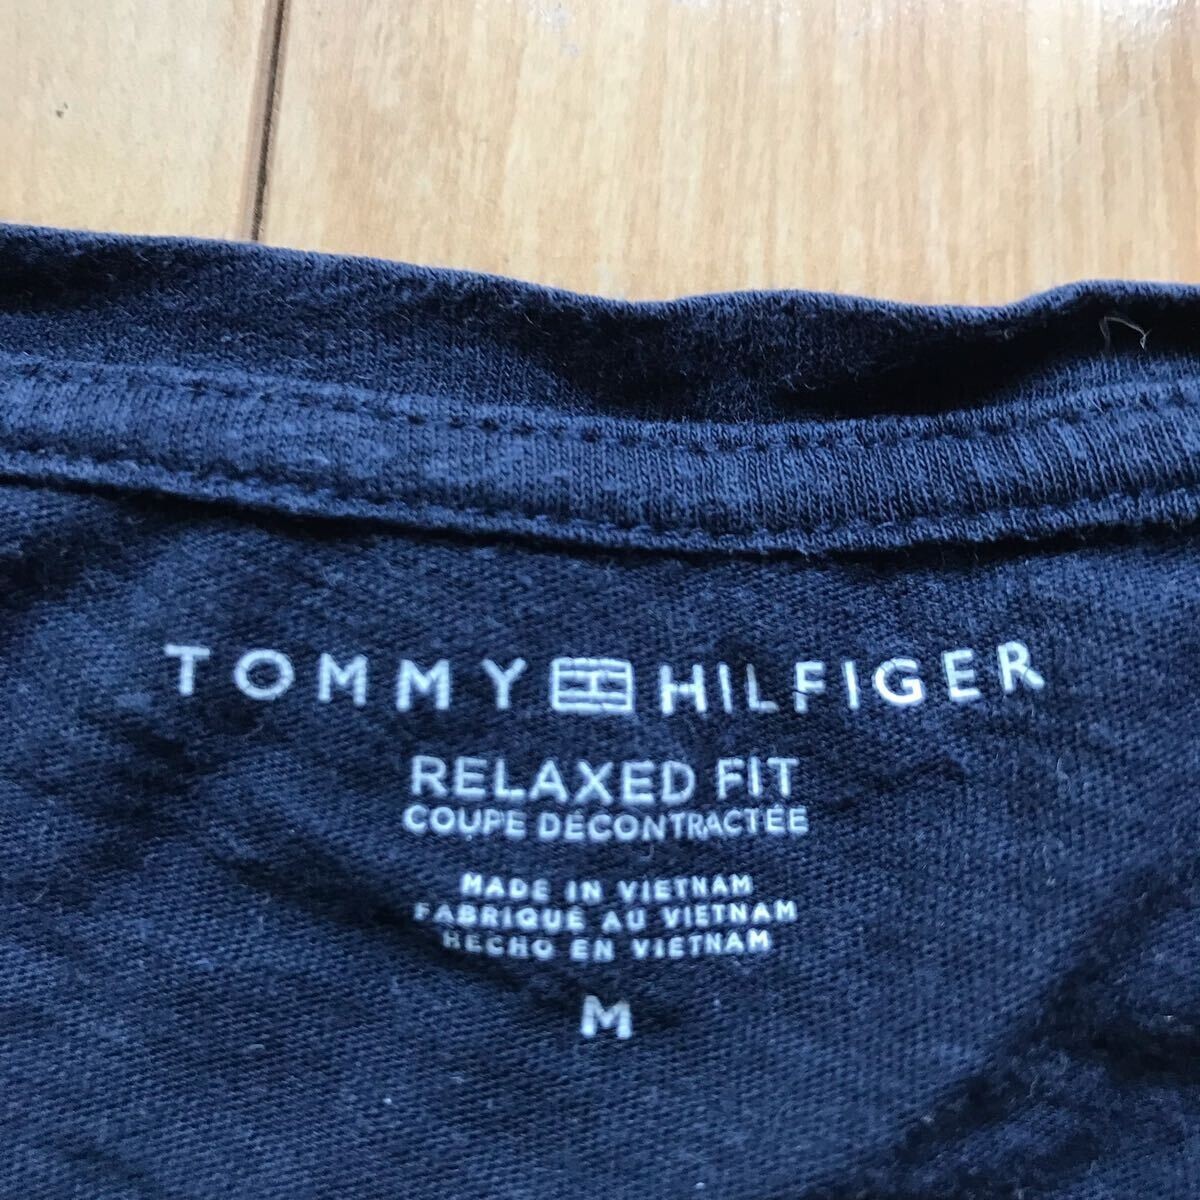 TOMMY HILFIGER
RELAXED FIT
COUPE DÉCONTRACTÉE
MADE IN VIETNAM
FABRIQUÉ AU VIETNAM
HECHO EN VIETNAM
M